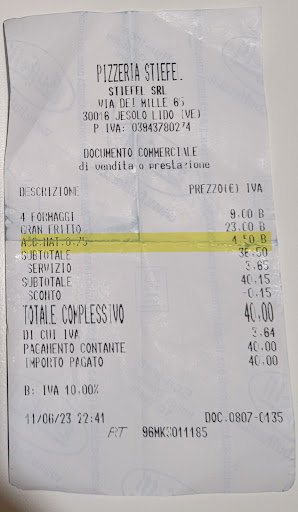 PIZZERIA STIEFE.
STIEFEL SRL
VIA DEI MILLE 65
30016 JESOLO LIDO (VE)
P IVA: 03943780274
DOCUMENTO COMMERCIALE
di vendita o prestazione
DESCRIZIONE PREZZO(€) IVA
4 FORMAGGI 9.00 B
GRAN FRITTO 23.00 B
4.50 B
SUBTOTALE 36.50
SERVIZIO 3.65
SUBTOTALE 40.15
SCONTO -0.15
TOTALE COMPLESSIVO 40.00
DI CUI IVA 3.64
PAGAMENTO CONTANTE 40.00
IMPORTO PAGATO 40.00
B: IVA 10.00%
11/06/23 22:41 DOC.0807-0135
RT 96MKS011185